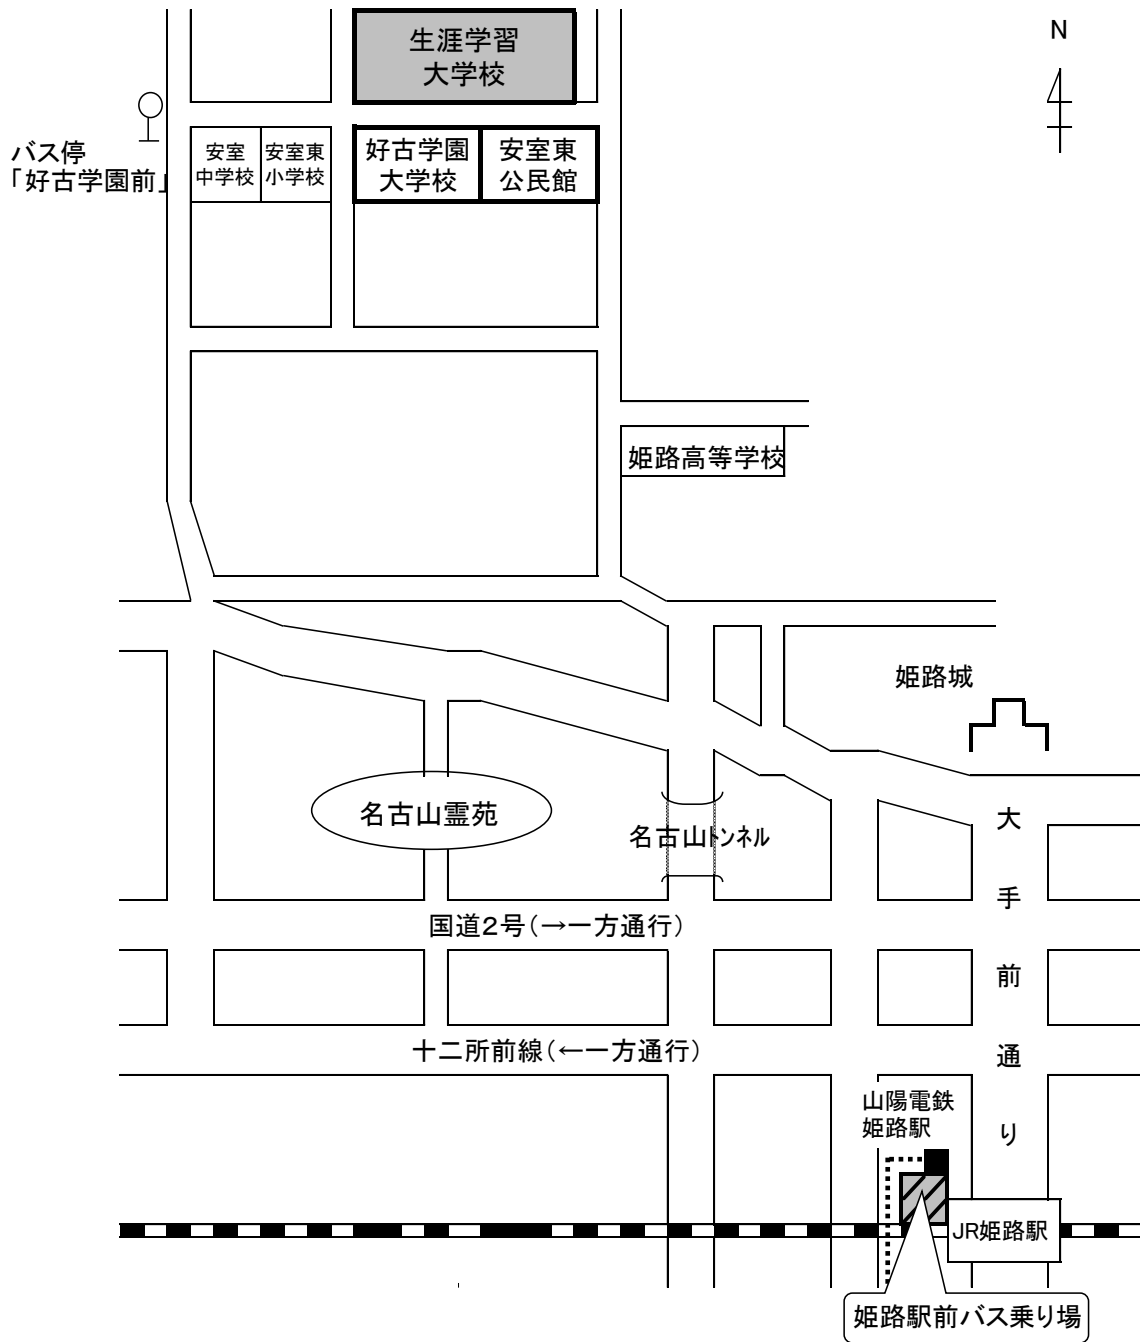 生涯学習
大学校
N
バス停
「好古学園前」
安室
中学校
安室東
小学校
好古学園
大学校
安室東
公民館
姫路高等学校
姫路城
名古山霊苑
名古山トンネル
大手前通り
国道2号(→一方通行)
十二所前線(←一方通行)
山陽電鉄
姫路駅
JR姫路駅
姫路駅前バス乗り場